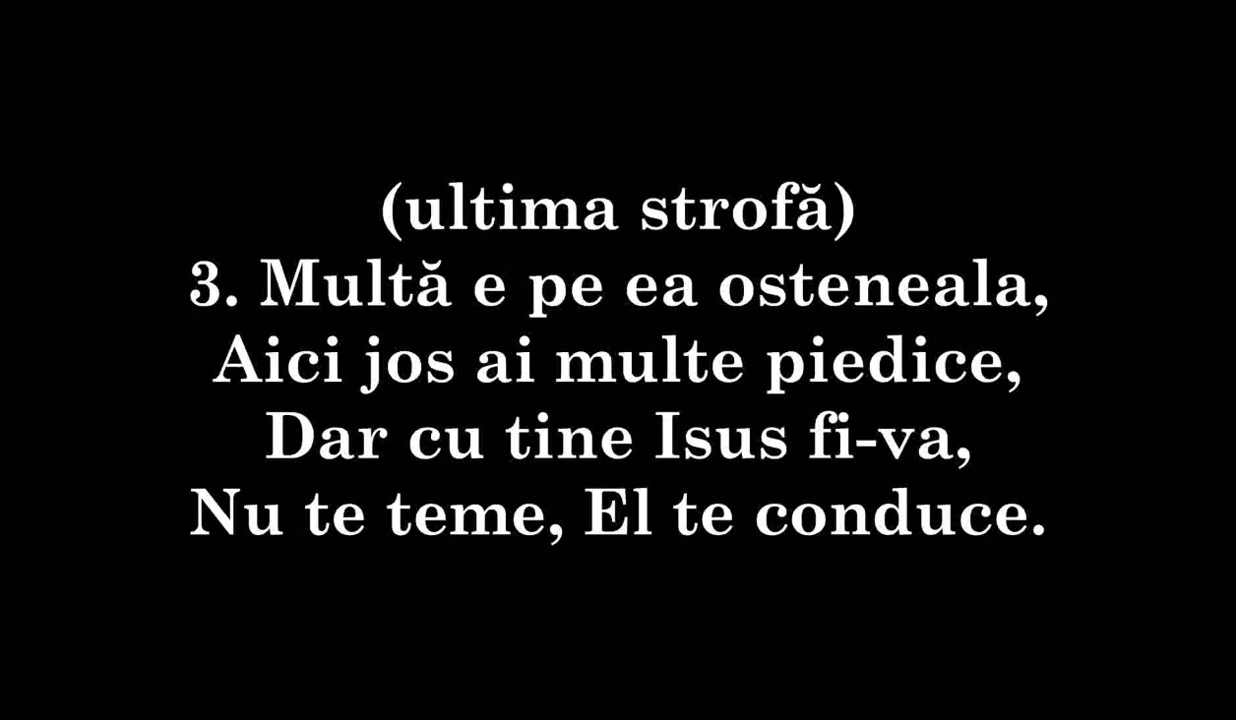 (ultima strofă)
3. Multă e pe ea osteneala,
Aici jos ai multe piedice,
Dar cu tine Isus fi-va,
Nu te teme, El te conduce.